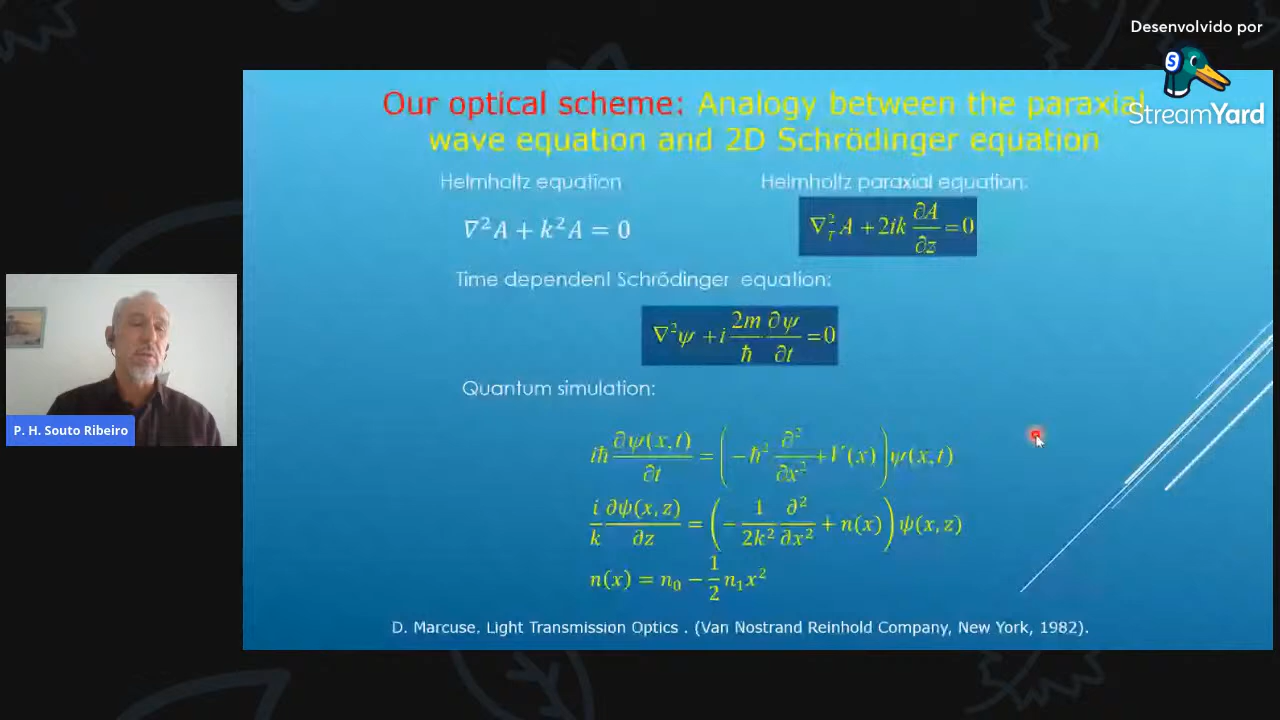 Desenvolvido por
StreamYard
Our optical scheme: Analogy between the paraxial
wave equation and 2D Schrödinger equation
Helmholtz equation
Helmholtz paraxial equation:
∇²A + k²A = 0
∇²_T A + 2ik ∂A/∂z = 0
Time dependent Schrödinger equation:
∇²ψ + i 2m/ħ ∂ψ/∂t = 0
P. H. Souto Ribeiro
Quantum simulation:
iħ ∂ψ(x,t)/∂t = (−ħ² ∂²/∂x² + V(x)) ψ(x,t)
i/k ∂ψ(x,z)/∂z = (− 1/2k² ∂²/∂x² + n(x)) ψ(x,z)
n(x) = n₀ − 1/2 n₁x²
D. Marcuse. Light Transmission Optics . (Van Nostrand Reinhold Company, New York, 1982).